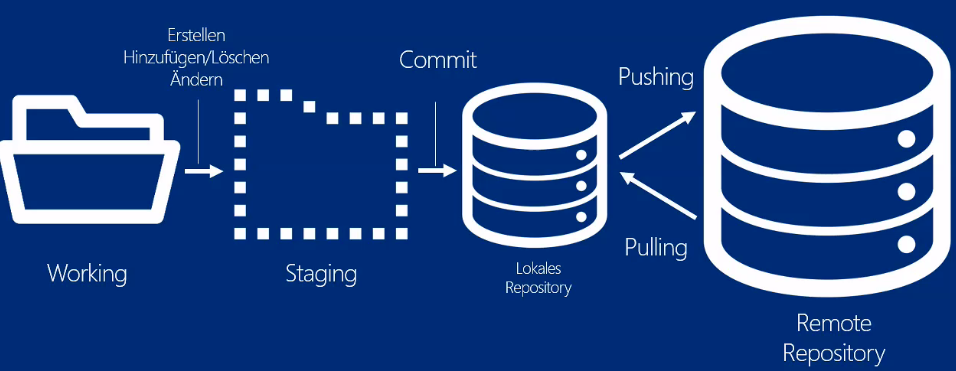 Erstellen
Hinzufügen/Löschen
Ändern
Commit
Pushing
Working
Staging
Lokales
Repository
Pulling
Remote
Repository